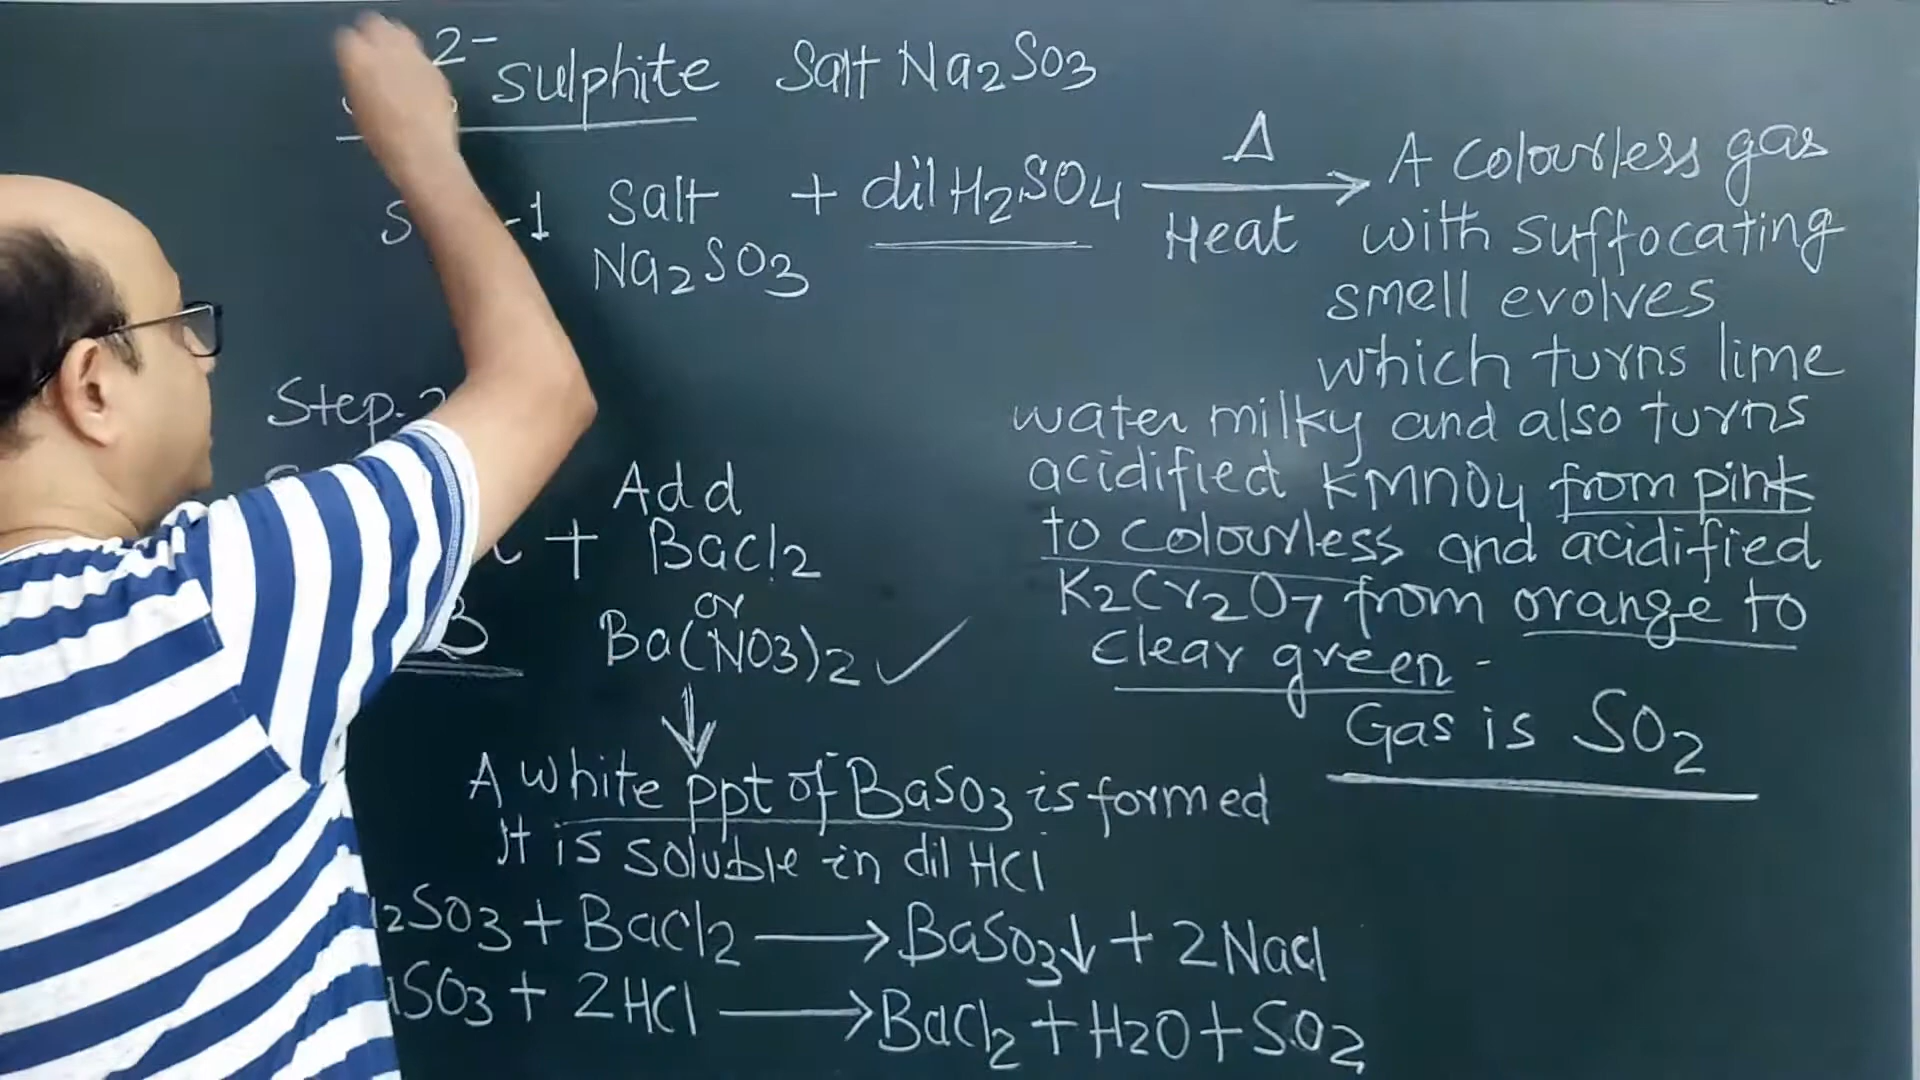 2- sulphite Salt Na2SO3
-1 Salt + dil H2SO4 Δ Heat → A colourless gas
Na2SO3
with suffocating
smell evolves
which turns lime
water milky and also turns
acidified KMnO4 from pink
to colourless and acidified
K2Cr2O7 from orange to
clear green -
Gas is SO2
Step-2
Add
+ BaCl2
or
Ba(NO3)2 ✓
↓
A white ppt of BaSO3 is formed
It is soluble in dil HCl
2SO3 + BaCl2 → BaSO3↓ + 2NaCl
SO3 + 2HCl → BaCl2 + H2O + SO2